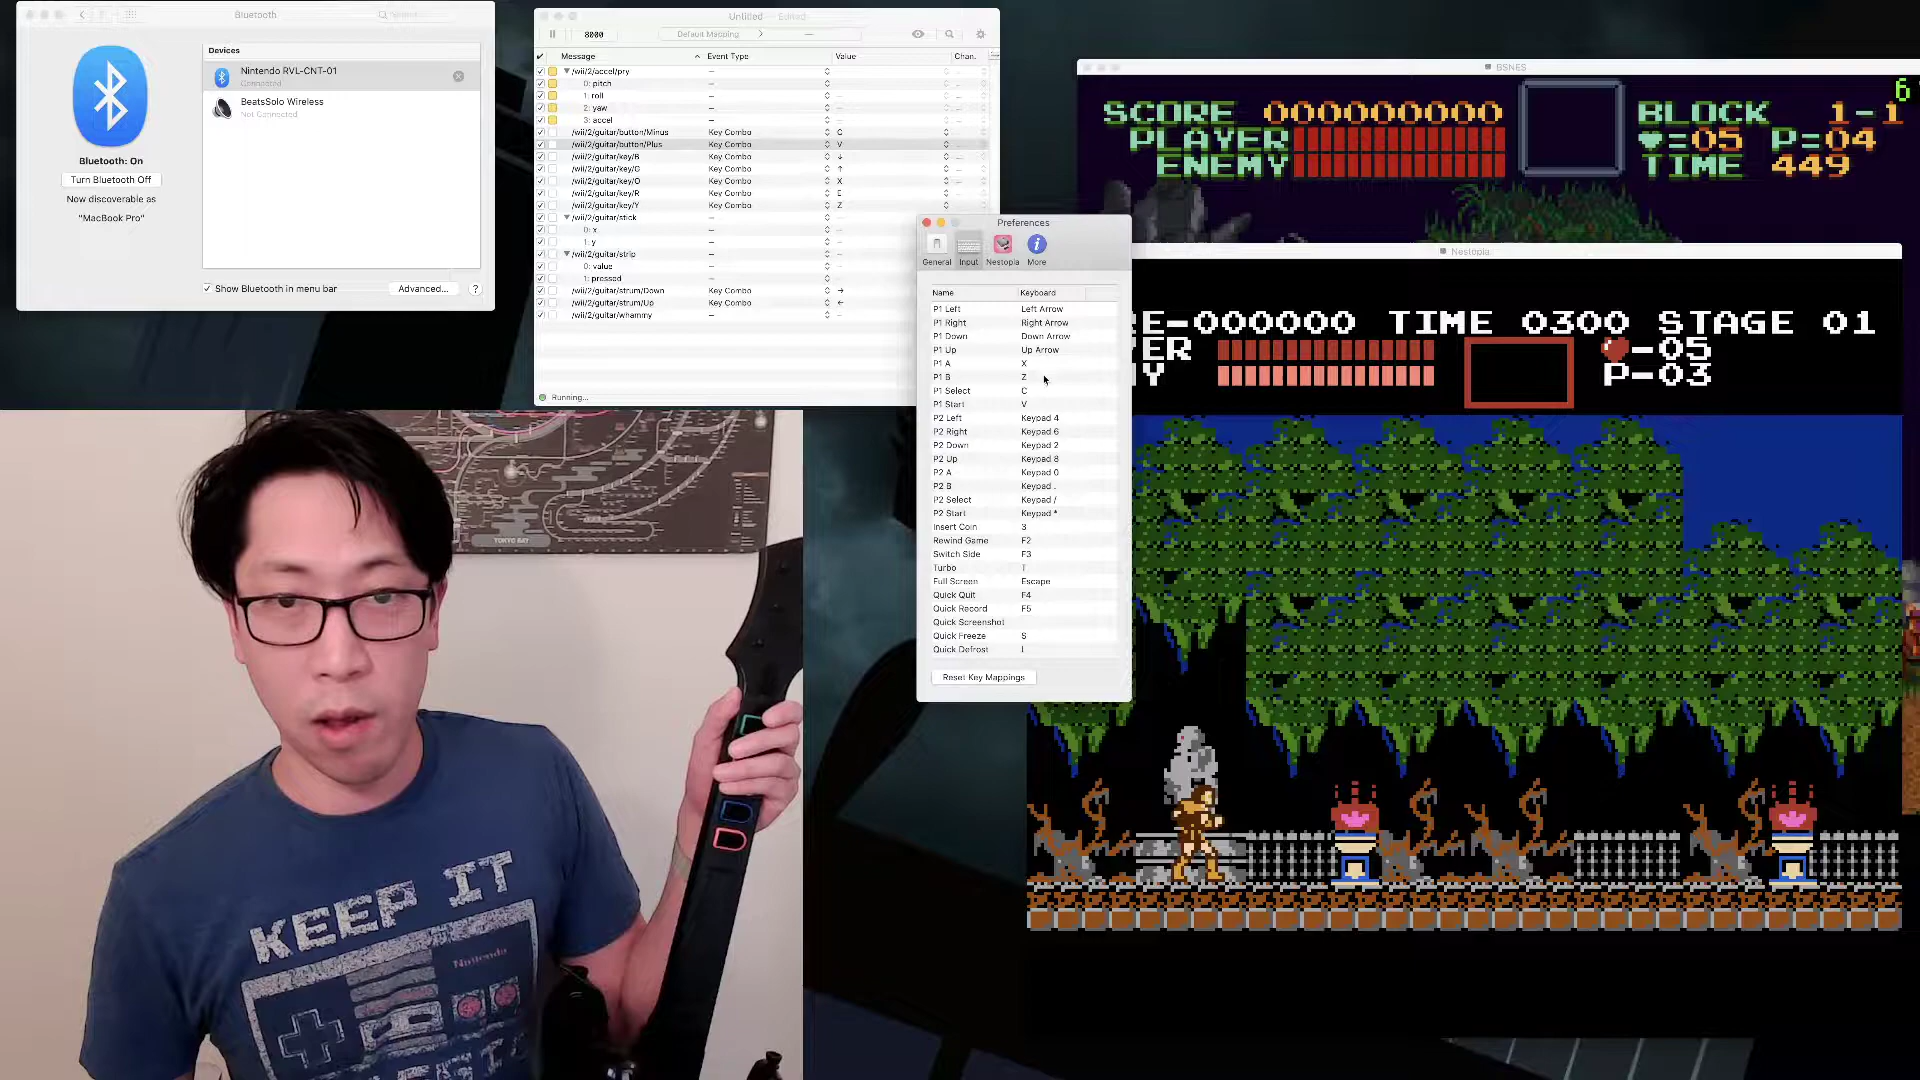 Bluetooth
Devices
Nintendo RVL-CNT-01
Connected
BeatsSolo Wireless
Not Connected
Bluetooth: On
Turn Bluetooth Off
Now discoverable as
"MacBook Pro"
Show Bluetooth in menu bar
Advanced...
?
Untitled — Edited
8000
Default Mapping
Message Event Type Value Chan.
/wii/2/accel/pry —
0: pitch
1: roll
2: yaw
3: accel
/wii/2/guitar/button/Minus Key Combo C
/wii/2/guitar/button/Plus Key Combo V
/wii/2/guitar/key/B Key Combo ↓
/wii/2/guitar/key/G Key Combo ↑
/wii/2/guitar/key/O Key Combo X
/wii/2/guitar/key/R Key Combo E
/wii/2/guitar/key/Y Key Combo Z
/wii/2/guitar/stick —
0: x —
1: y —
/wii/2/guitar/strip —
0: value —
1: pressed —
/wii/2/guitar/strum/Down Key Combo →
/wii/2/guitar/strum/Up Key Combo ←
/wii/2/guitar/whammy —
Running...
Preferences
General Input Nestopia More
Name Keyboard
P1 Left Left Arrow
P1 Right Right Arrow
P1 Down Down Arrow
P1 Up Up Arrow
P1 A X
P1 B Z
P1 Select C
P1 Start V
P2 Left Keypad 4
P2 Right Keypad 6
P2 Down Keypad 2
P2 Up Keypad 8
P2 A Keypad 0
P2 B Keypad .
P2 Select Keypad /
P2 Start Keypad *
Insert Coin 3
Rewind Game F2
Switch Side F3
Turbo T
Full Screen Escape
Quick Quit F4
Quick Record F5
Quick Screenshot
Quick Freeze S
Quick Defrost L
Reset Key Mappings
BSNES
6
SCORE 000000000 BLOCK 1-1
PLAYER ♥=05 P=04
ENEMY TIME 449
Nestopia
RE-000000 TIME 0300 STAGE 01
ER -05
Y P-03
TOKYO BAY
KEEP IT
Nintendo